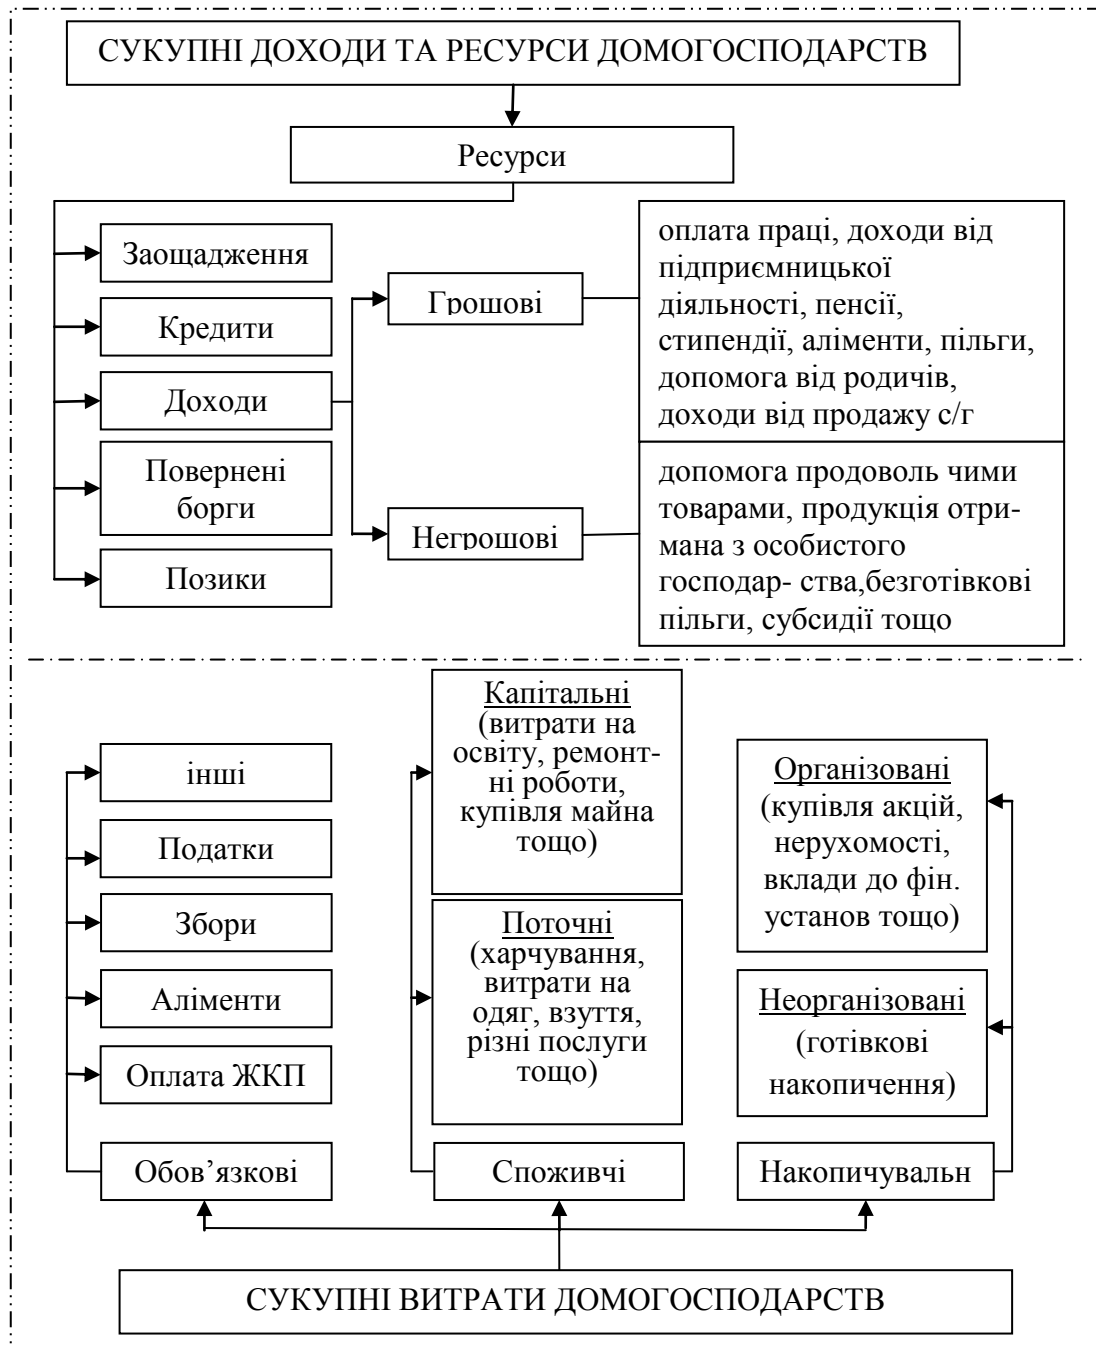 СУКУПНІ ДОХОДИ ТА РЕСУРСИ ДОМОГОСПОДАРСТВ
Ресурси
Заощадження
Кредити
Доходи
Повернені
борги
Позики
Грошові
Негрошові
оплата праці, доходи від
підприємницької
діяльності, пенсії,
стипендії, аліменти, пільги,
допомога від родичів,
доходи від продажу с/г
допомога продоволь чими
товарами, продукція отри-
мана з особистого
господар- ства,безготівкові
пільги, субсидії тощо
інші
Податки
Збори
Аліменти
Оплата ЖКП
Обов’язкові
Капітальні
(витрати на
освіту, ремонт-
ні роботи,
купівля майна
тощо)
Поточні
(харчування,
витрати на
одяг, взуття,
різні послуги
тощо)
Споживчі
Організовані
(купівля акцій,
нерухомості,
вклади до фін.
установ тощо)
Неорганізовані
(готівкові
накопичення)
Накопичувальн
СУКУПНІ ВИТРАТИ ДОМОГОСПОДАРСТВ